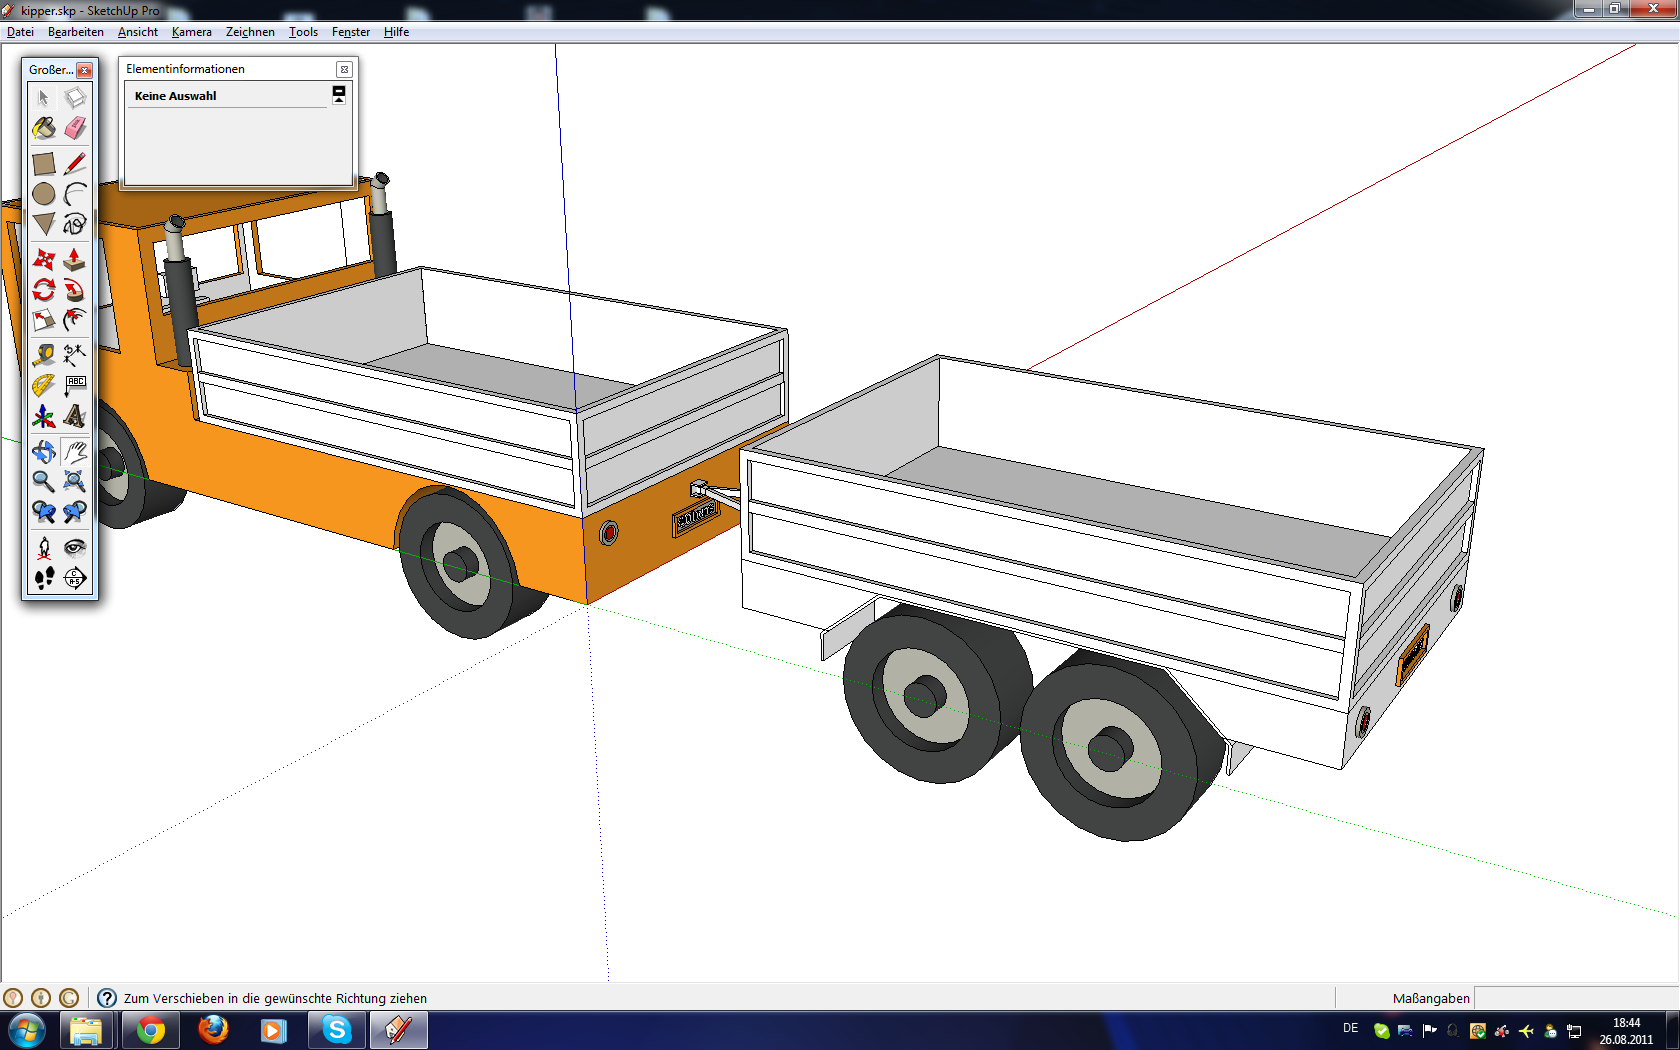 kipper.skp - SketchUp Pro
Datei Bearbeiten Ansicht Kamera Zeichnen Tools Fenster Hilfe
Großer...
Elementinformationen
Keine Auswahl
ABC
Zum Verschieben in die gewünschte Richtung ziehen
Maßangaben
DE
18:44
26.08.2011